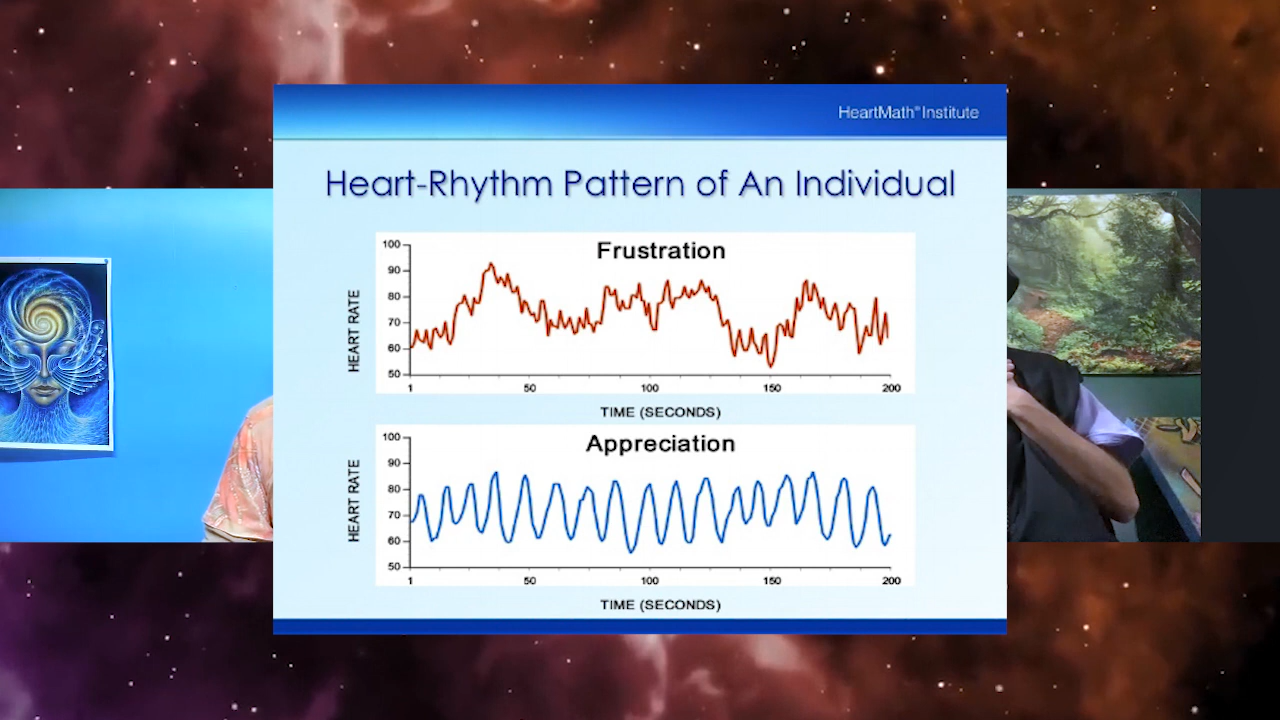 HeartMath® Institute
Heart-Rhythm Pattern of An Individual
Frustration
HEART RATE
100
90
80
70
60
50
1 50 100 150 200
TIME (SECONDS)
Appreciation
HEART RATE
100
90
80
70
60
50
1 50 100 150 200
TIME (SECONDS)